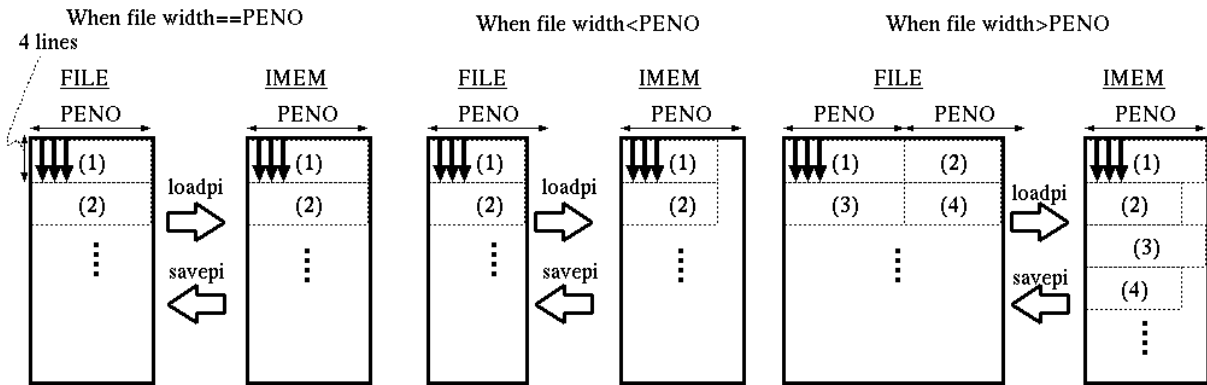 When file width==PENO
4 lines
FILE
IMEM
PENO
PENO
(1)
(1)
(2)
(2)
loadpi
savepi
When file width<PENO
FILE
IMEM
PENO
PENO
(1)
(1)
(2)
(2)
loadpi
savepi
When file width>PENO
FILE
IMEM
PENO
PENO
PENO
(1)
(2)
(3)
(4)
loadpi
savepi
(1)
(2)
(3)
(4)